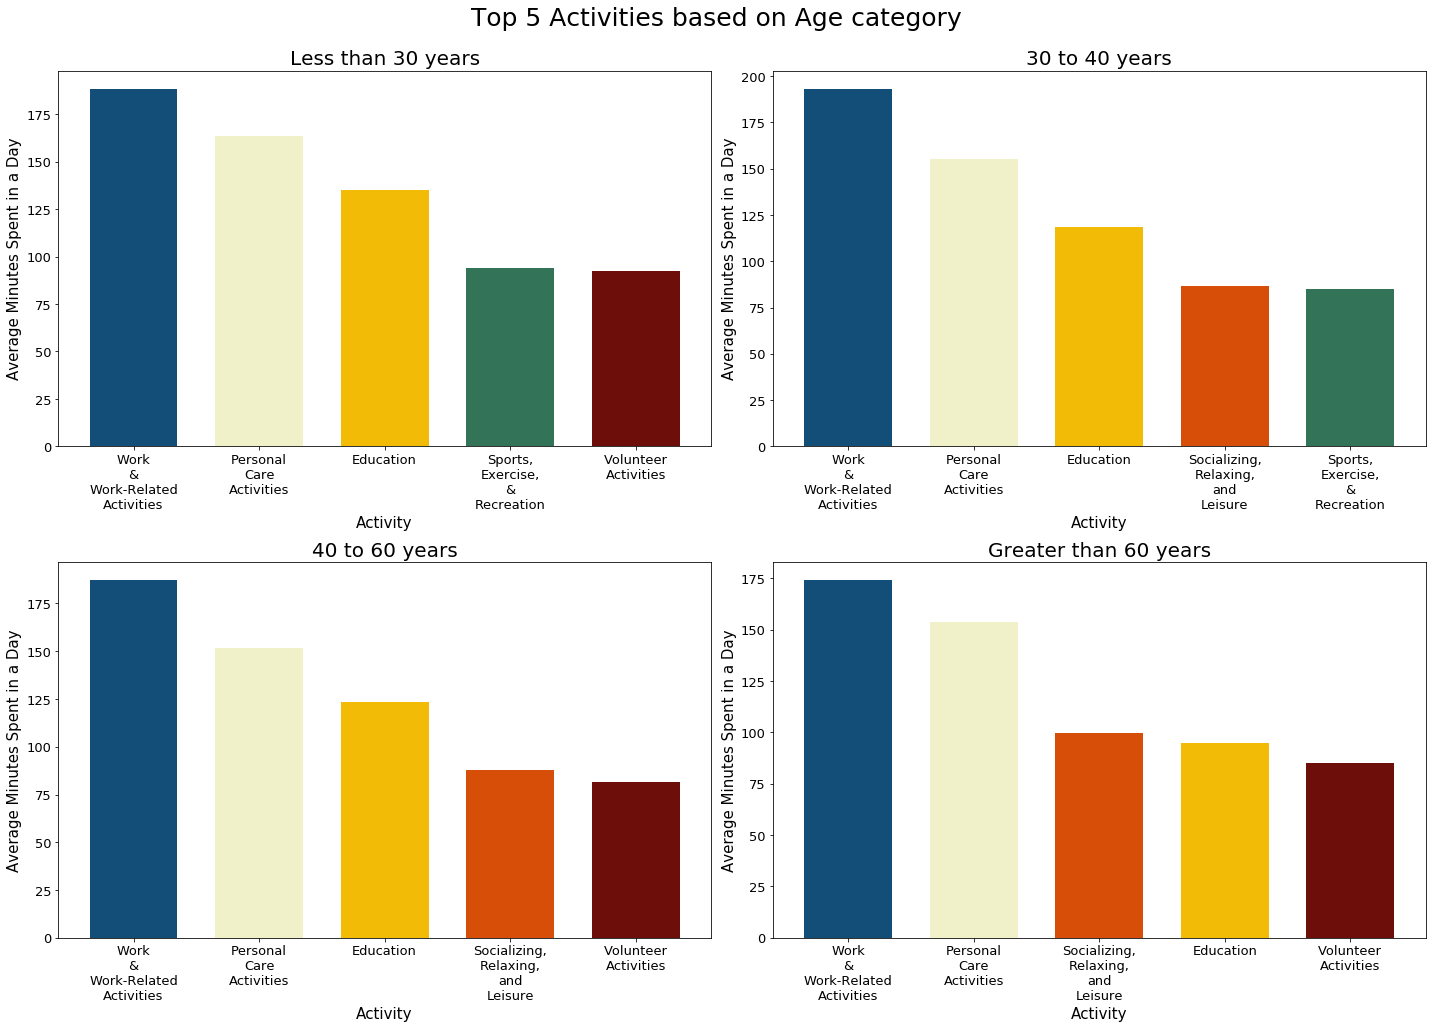 Top 5 Activities based on Age category
Less than 30 years
Average Minutes Spent in a Day
175
150
125
100
75
50
25
0
Work
&
Work-Related
Activities
Personal
Care
Activities
Education
Sports,
Exercise,
&
Recreation
Volunteer
Activities
Activity
30 to 40 years
Average Minutes Spent in a Day
200
175
150
125
100
75
50
25
0
Work
&
Work-Related
Activities
Personal
Care
Activities
Education
Socializing,
Relaxing,
and
Leisure
Sports,
Exercise,
&
Recreation
Activity
40 to 60 years
Average Minutes Spent in a Day
175
150
125
100
75
50
25
0
Work
&
Work-Related
Activities
Personal
Care
Activities
Education
Socializing,
Relaxing,
and
Leisure
Volunteer
Activities
Activity
Greater than 60 years
Average Minutes Spent in a Day
175
150
125
100
75
50
25
0
Work
&
Work-Related
Activities
Personal
Care
Activities
Socializing,
Relaxing,
and
Leisure
Education
Volunteer
Activities
Activity